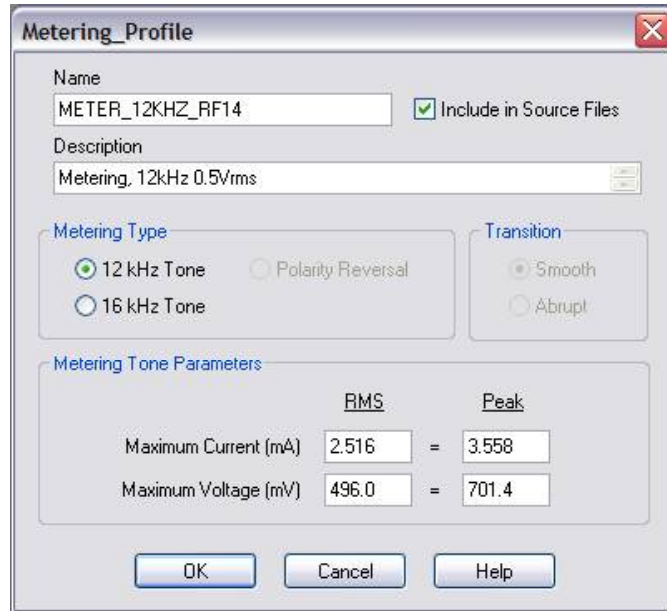 Metering_Profile
Name
METER_12KHZ_RF14
Include in Source Files
Description
Metering, 12kHz 0.5Vrms
Metering Type
12 kHz Tone
Polarity Reversal
16 kHz Tone
Transition
Smooth
Abrupt
Metering Tone Parameters
RMS Peak
Maximum Current (mA) 2.516 = 3.558
Maximum Voltage (mV) 496.0 = 701.4
OK Cancel Help